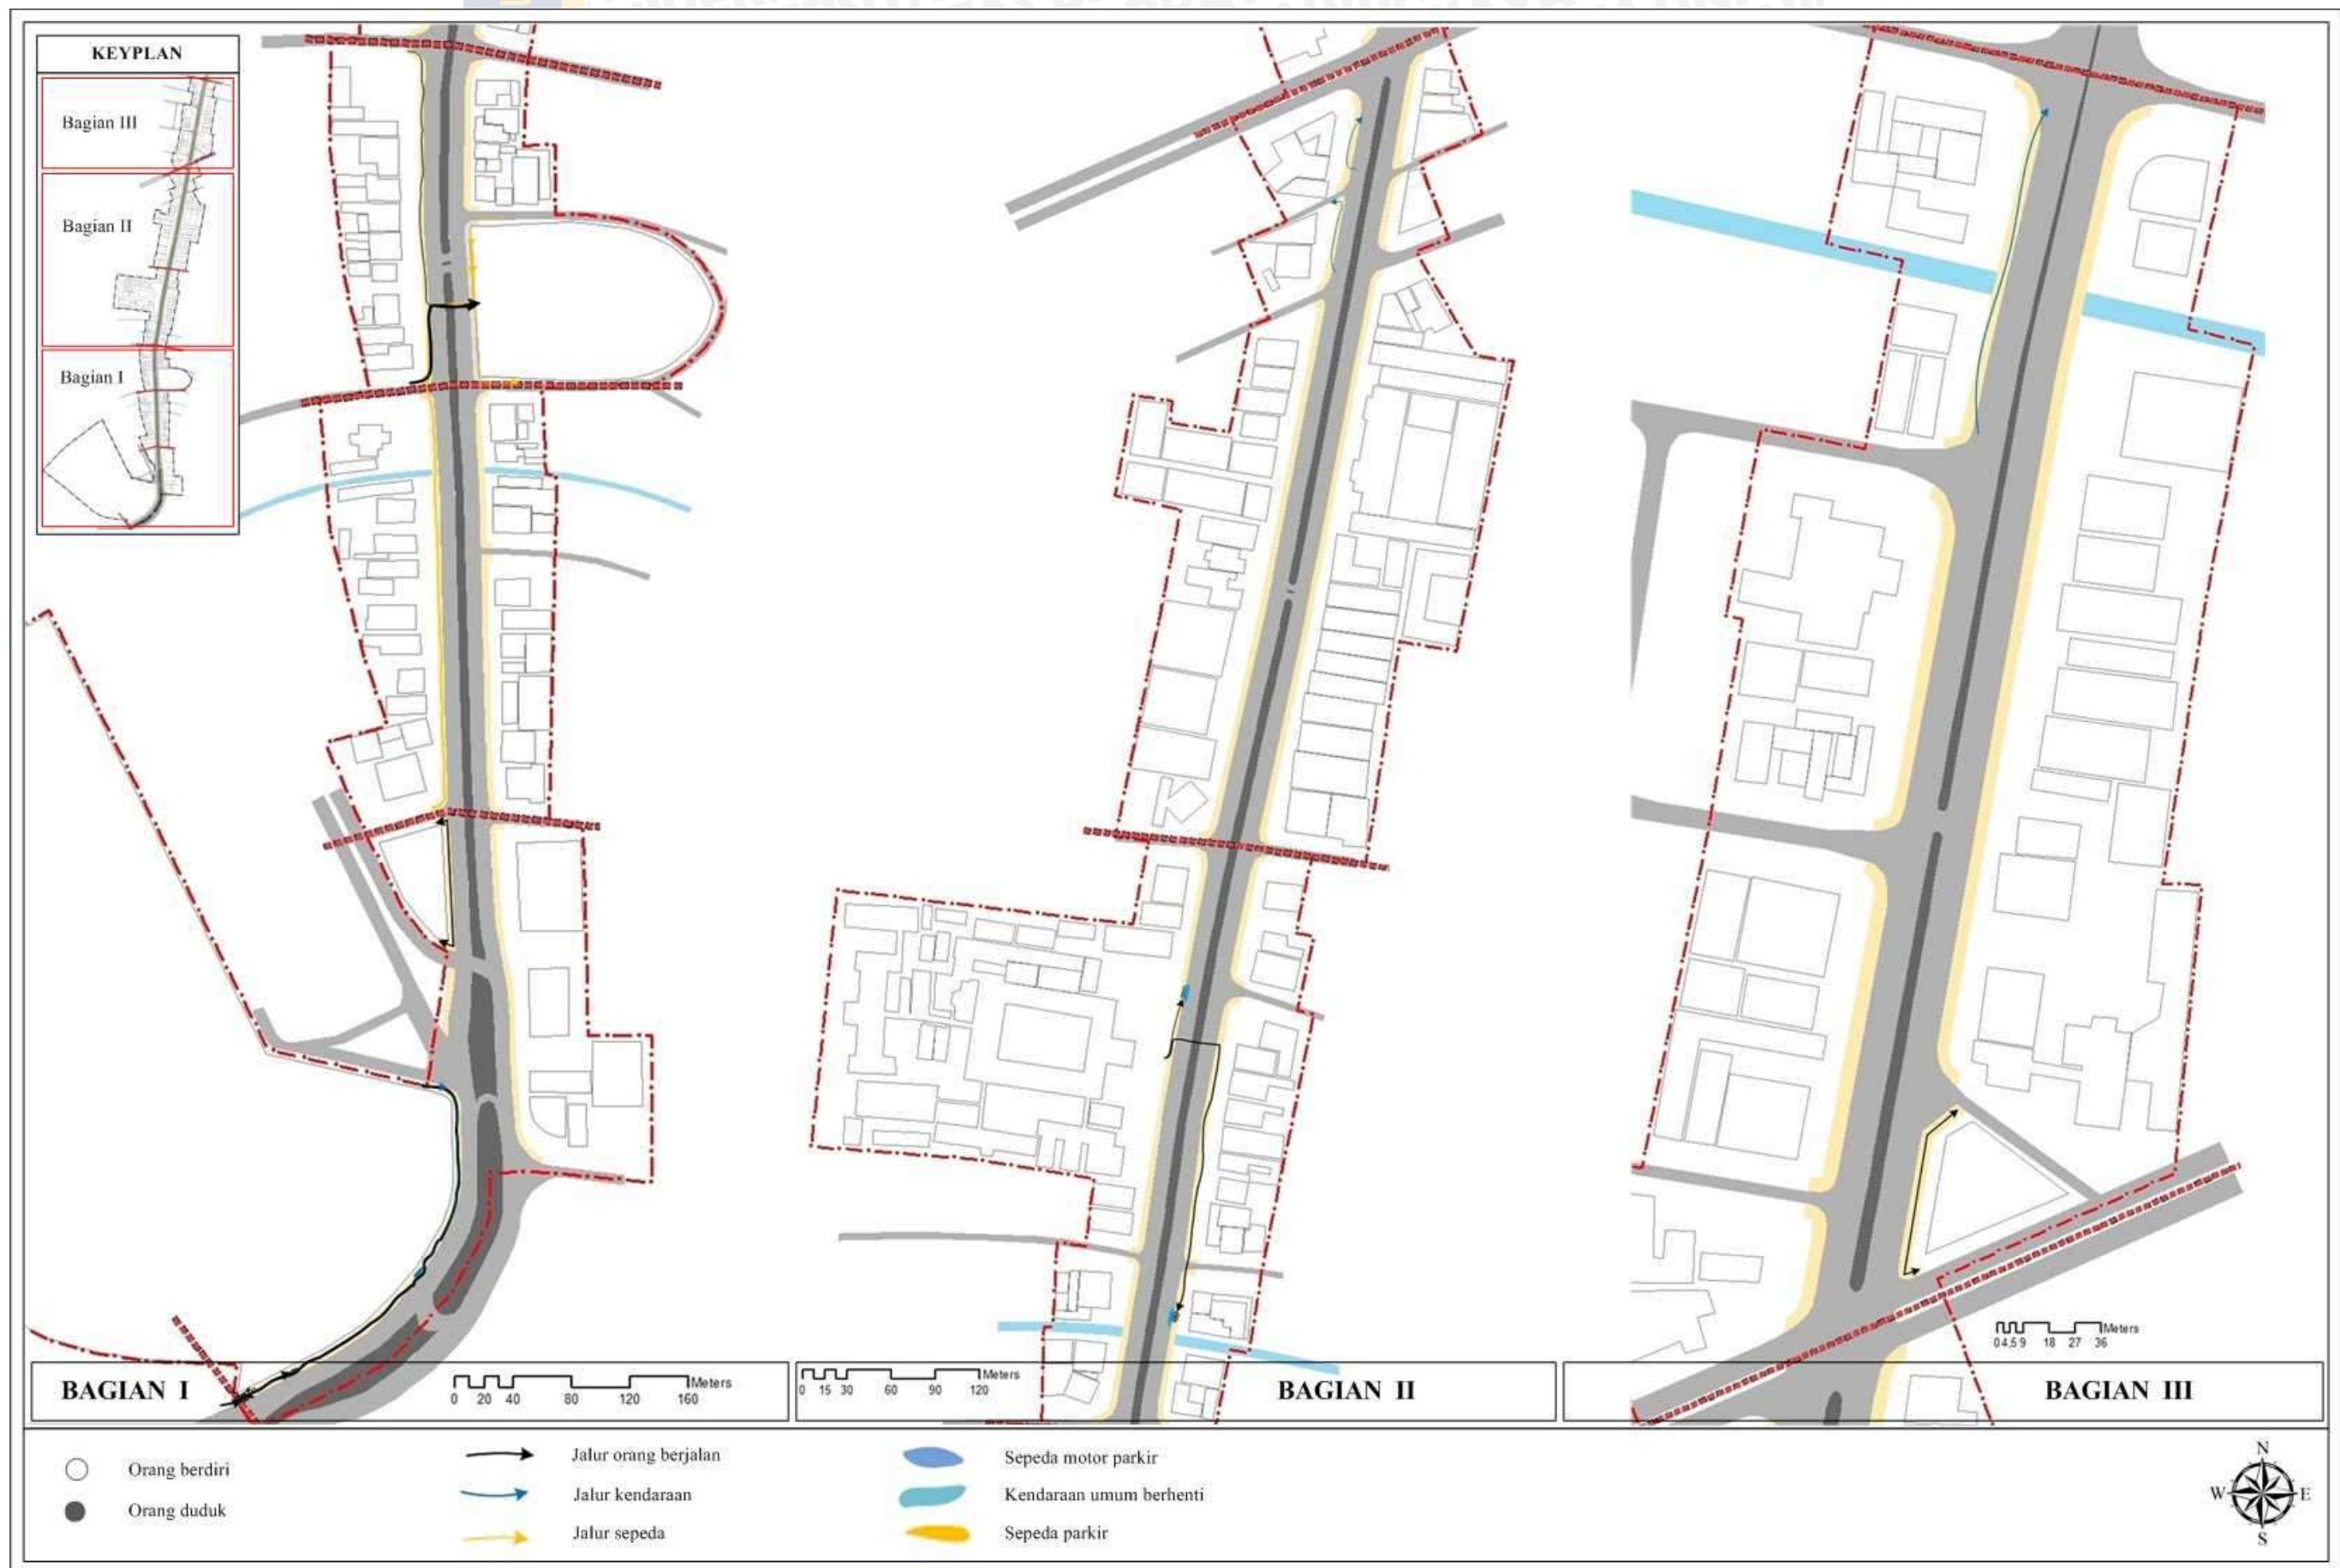 KEYPLAN
Bagian III
Bagian II
Bagian I
BAGIAN I
Meters
0 20 40 80 120 160
Meters
0 15 30 60 90 120
BAGIAN II
Meters
0 4,5 9 18 27 36
BAGIAN III
Orang berdiri
Orang duduk
Jalur orang berjalan
Jalur kendaraan
Jalur sepeda
Sepeda motor parkir
Kendaraan umum berhenti
Sepeda parkir
N
W E
S